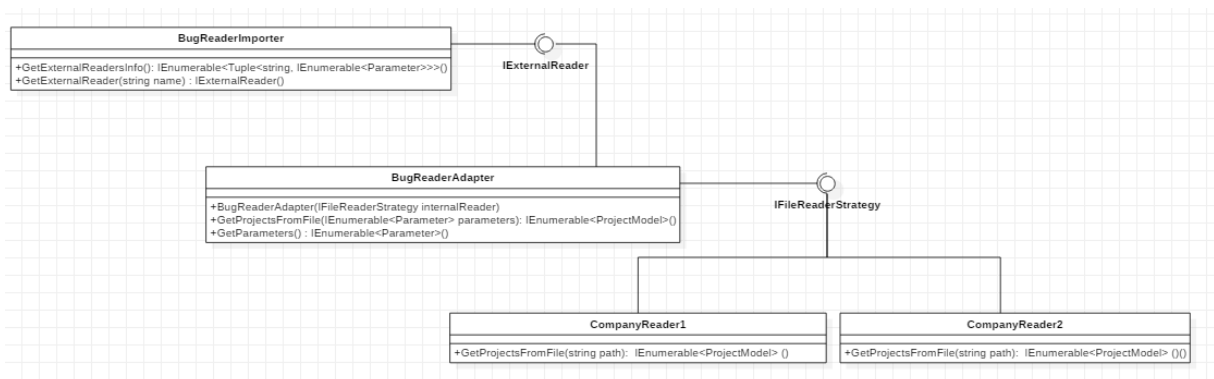 BugReaderImporter
+GetExternalReadersInfo(): IEnumerable<Tuple<string, IEnumerable<Parameter>>>()
+GetExternalReader(string name) : IExternalReader()
IExternalReader
BugReaderAdapter
+BugReaderAdapter(IFileReaderStrategy internalReader)
+GetProjectsFromFile(IEnumerable<Parameter> parameters): IEnumerable<ProjectModel>()
+GetParameters() : IEnumerable<Parameter>()
IFileReaderStrategy
CompanyReader1
+GetProjectsFromFile(string path):  IEnumerable<ProjectModel> ()
CompanyReader2
+GetProjectsFromFile(string path):  IEnumerable<ProjectModel> ()()